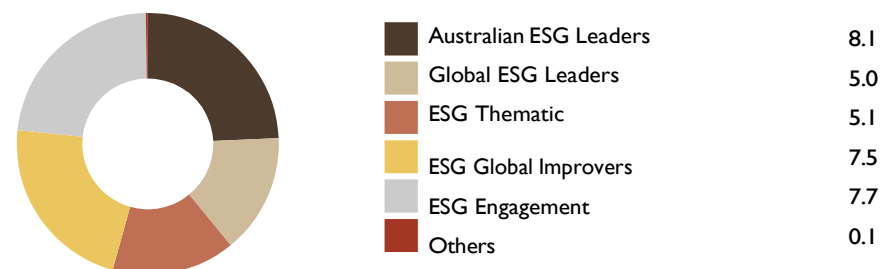 Australian ESG Leaders 8.1
Global ESG Leaders 5.0
ESG Thematic 5.1
ESG Global Improvers 7.5
ESG Engagement 7.7
Others 0.1